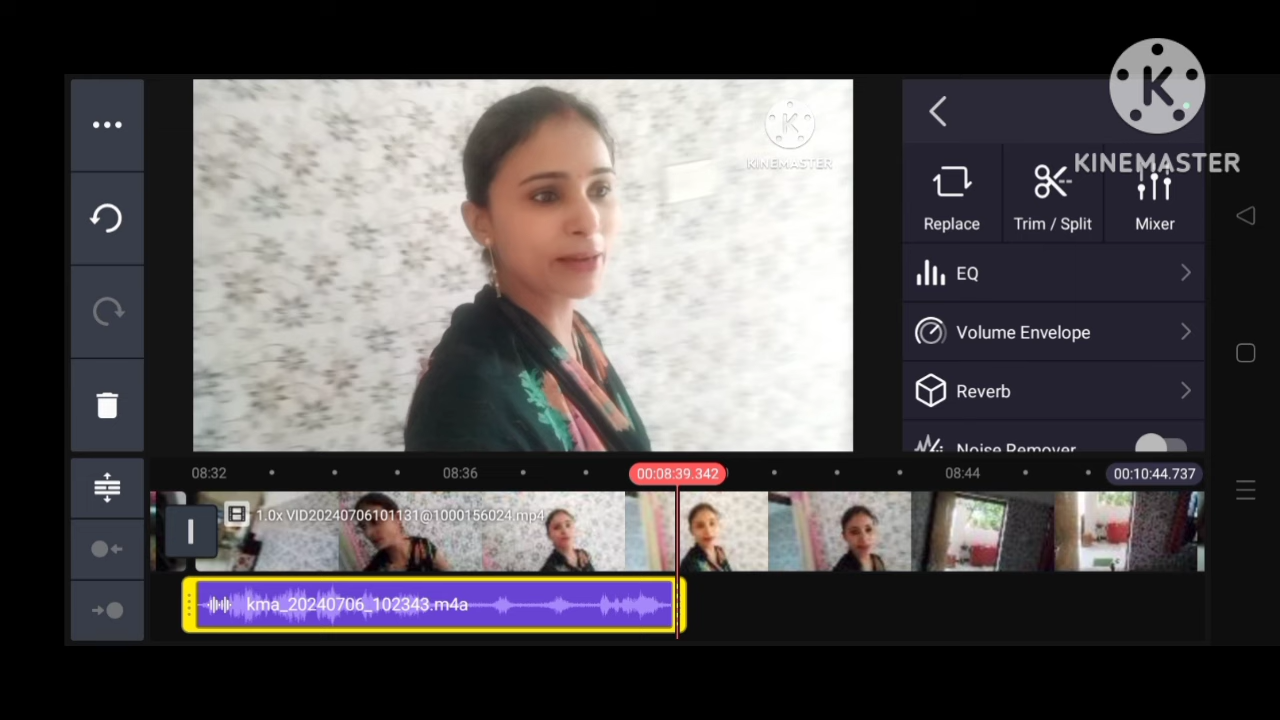 KINEMASTER
KINEMASTER
Replace
Trim / Split
Mixer
EQ
Volume Envelope
Reverb
Noise Remover
08:32
08:36
00:08:39.342
08:44
00:10:44.737
1.0x VID20240706101131@1000156024.mp4
kma_20240706_102343.m4a